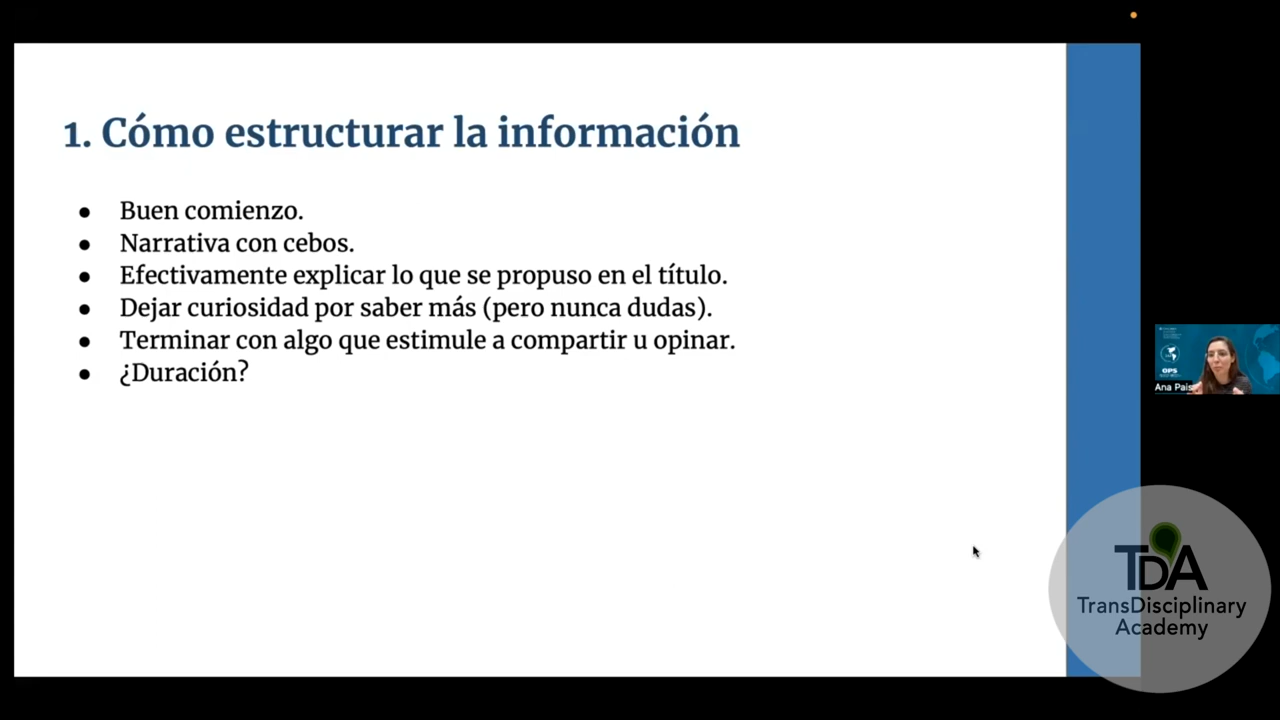 1. Cómo estructurar la información
● Buen comienzo.
● Narrativa con cebos.
● Efectivamente explicar lo que se propuso en el título.
● Dejar curiosidad por saber más (pero nunca dudas).
● Terminar con algo que estimule a compartir u opinar.
● ¿Duración?
OPS
Ana Pais
TDA
TransDisciplinary
Academy